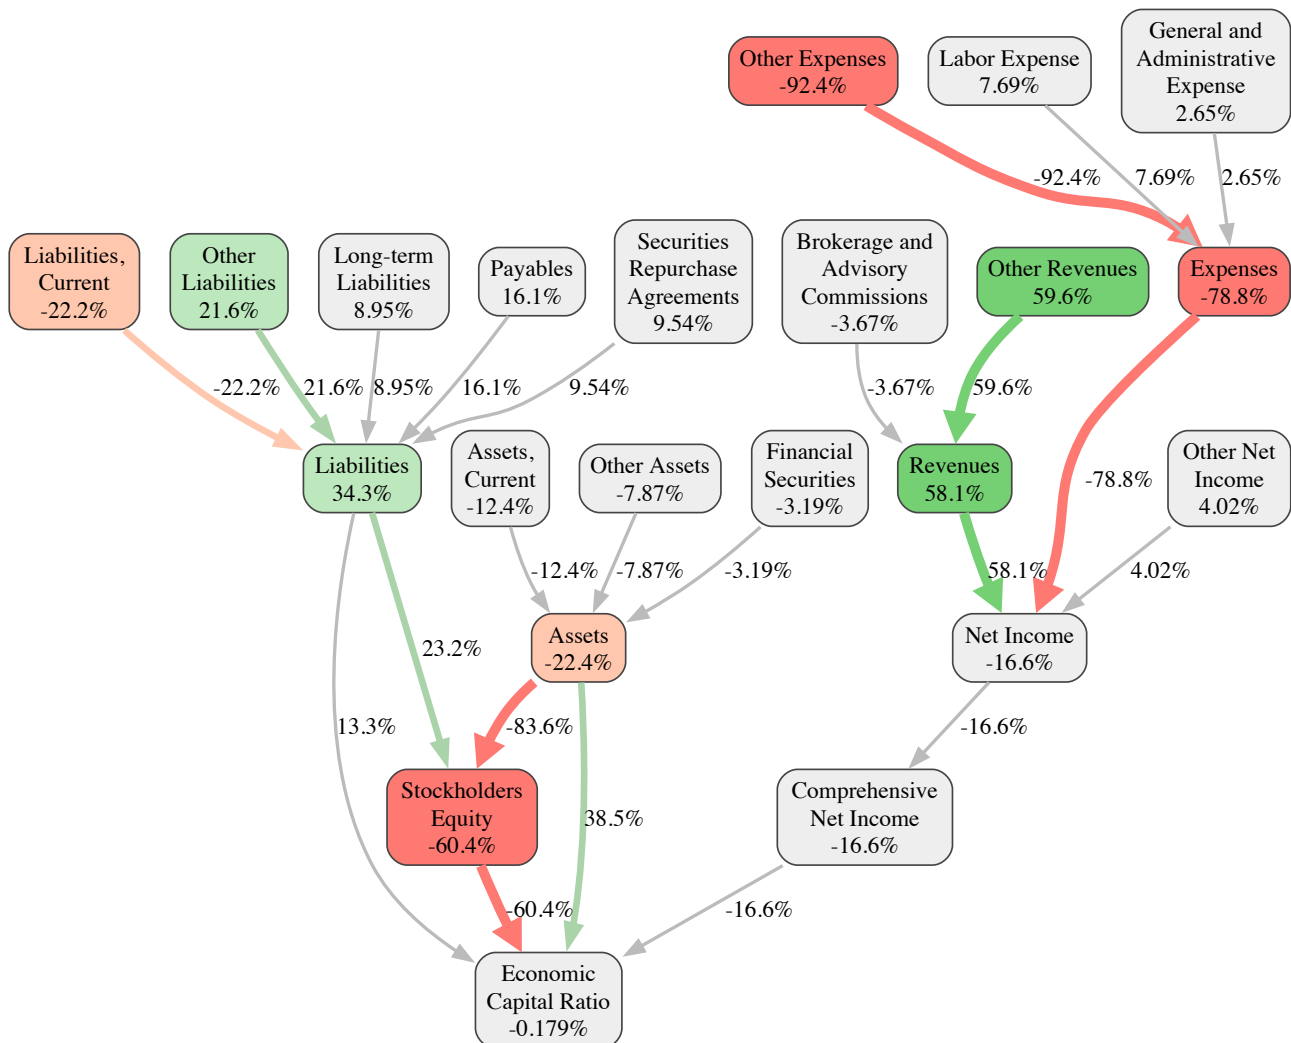 General and
Administrative
Expense
2.65%
Other Expenses
-92.4%
Labor Expense
7.69%
-92.4%
7.69%
2.65%
Liabilities,
Current
-22.2%
Other
Liabilities
21.6%
Long-term
Liabilities
8.95%
Payables
16.1%
Securities
Repurchase
Agreements
9.54%
Brokerage and
Advisory
Commissions
-3.67%
Other Revenues
59.6%
Expenses
-78.8%
-22.2%
21.6%
8.95%
16.1%
9.54%
-3.67%
59.6%
Liabilities
34.3%
Assets,
Current
-12.4%
Other Assets
-7.87%
Financial
Securities
-3.19%
Revenues
58.1%
-78.8%
Other Net
Income
4.02%
-12.4%
-7.87%
-3.19%
58.1%
4.02%
23.2%
Assets
-22.4%
Net Income
-16.6%
13.3%
-83.6%
-16.6%
Stockholders
Equity
-60.4%
38.5%
Comprehensive
Net Income
-16.6%
-60.4%
-16.6%
Economic
Capital Ratio
-0.179%